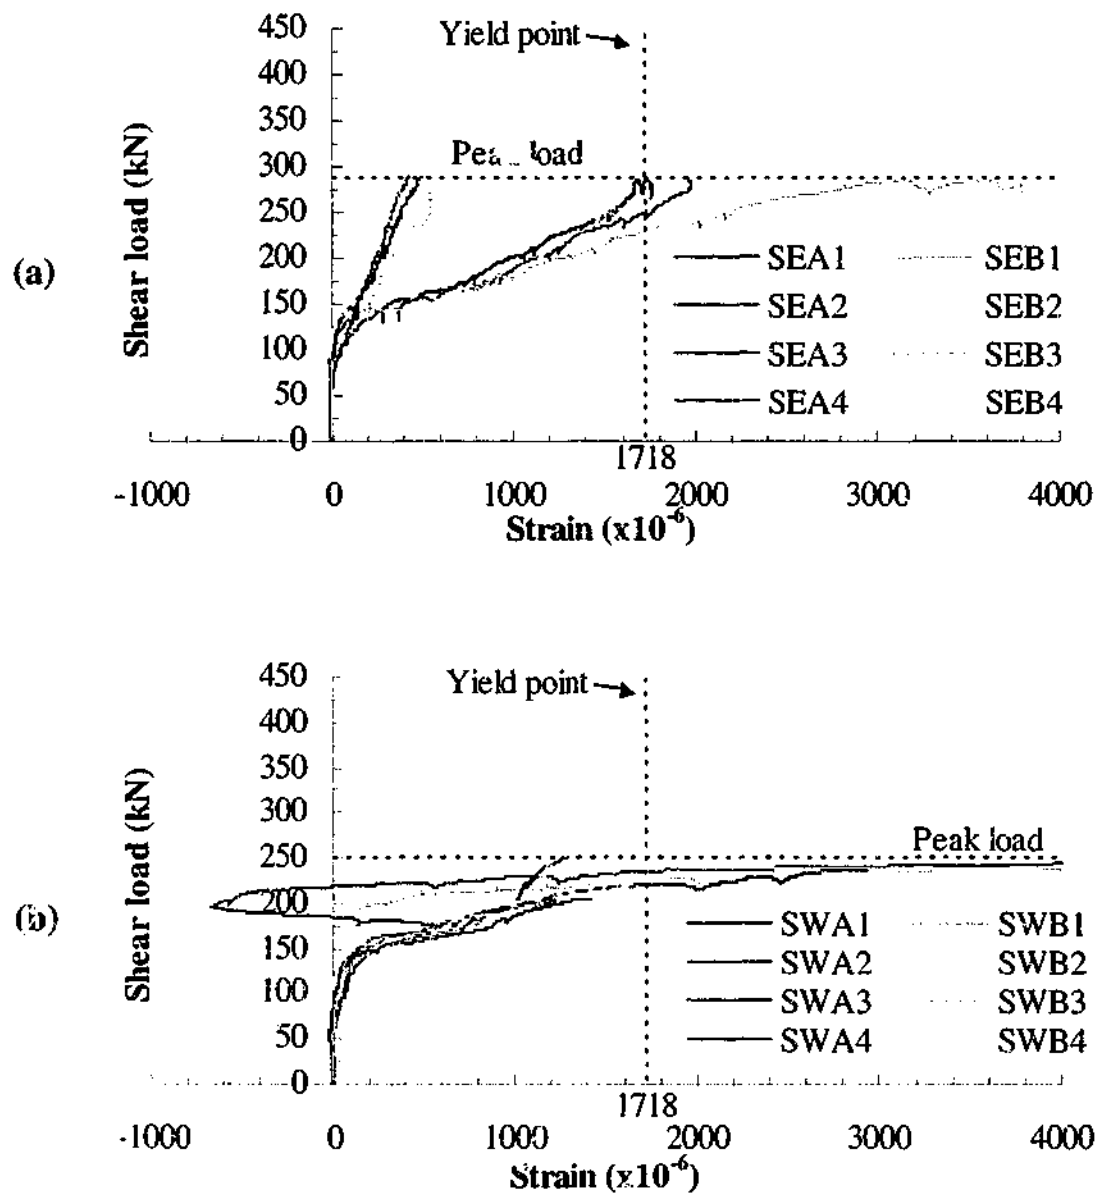 (a)
Shear load (kN)
450
400
350
300
250
200
150
100
50
0
Yield point
load
SEA1 SEB1
SEA2 SEB2
SEA3 SEB3
SEA4 SEB4
1718
-1000 0 1000 2000 3000 4000
Strain (x10-6)
(b)
Shear load (kN)
450
400
350
300
250
200
150
100
50
0
Yield point
Peak load
SWA1 SWB1
SWA2 SWB2
SWA3 SWB3
SWA4 SWB4
1718
-1000 0 1000 2000 3000 4000
Strain (x10-6)